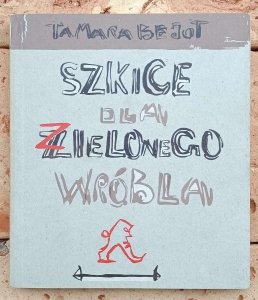 TAMARA BEJOT
SZKICE
DLA
ZIELONEGO
WRÓBLA